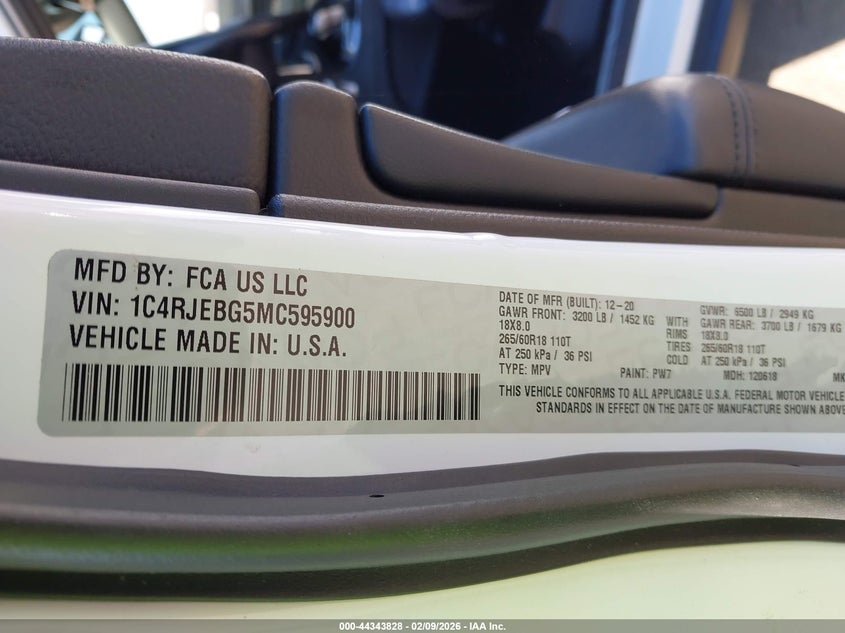 MFD BY: FCA US LLC
VIN: 1C4RJEBG5MC595900
VEHICLE MADE IN: U.S.A.
DATE OF MFR (BUILT): 12-20 GVWR: 6500 LB / 2949 KG
GAWR FRONT: 3200 LB / 1452 KG WITH GAWR REAR: 3700 LB / 1679 KG
18X8.0 RIMS 18X8.0
265/60R18 110T TIRES 265/60R18 110T
AT 250 kPa / 36 PSI COLD AT 250 kPa / 36 PSI
TYPE: MPV PAINT: PW7 MDH: 120618 MK
THIS VEHICLE CONFORMS TO ALL APPLICABLE U.S.A. FEDERAL MOTOR VEHICLE
STANDARDS IN EFFECT ON THE DATE OF MANUFACTURE SHOWN ABOVE
000-44343828 - 02/09/2026 - IAA Inc.